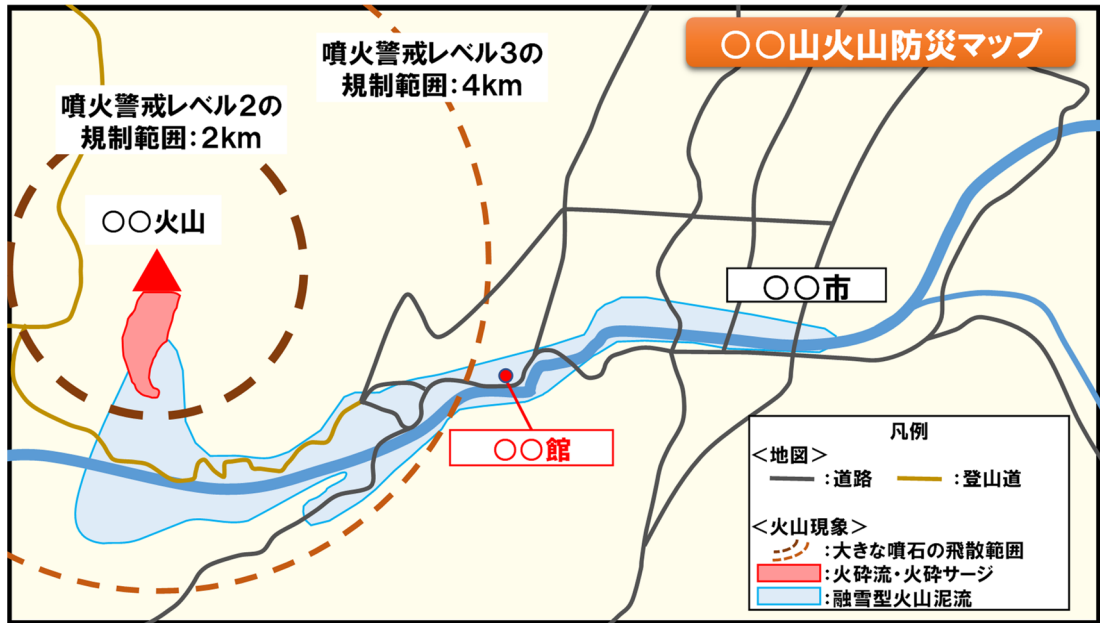 ○○山火山防災マップ
噴火警戒レベル3の
規制範囲：4km
噴火警戒レベル2の
規制範囲：2km
○○火山
○○市
○○館
凡例
＜地図＞
：道路
：登山道
＜火山現象＞
：大きな噴石の飛散範囲
：火砕流・火砕サージ
：融雪型火山泥流